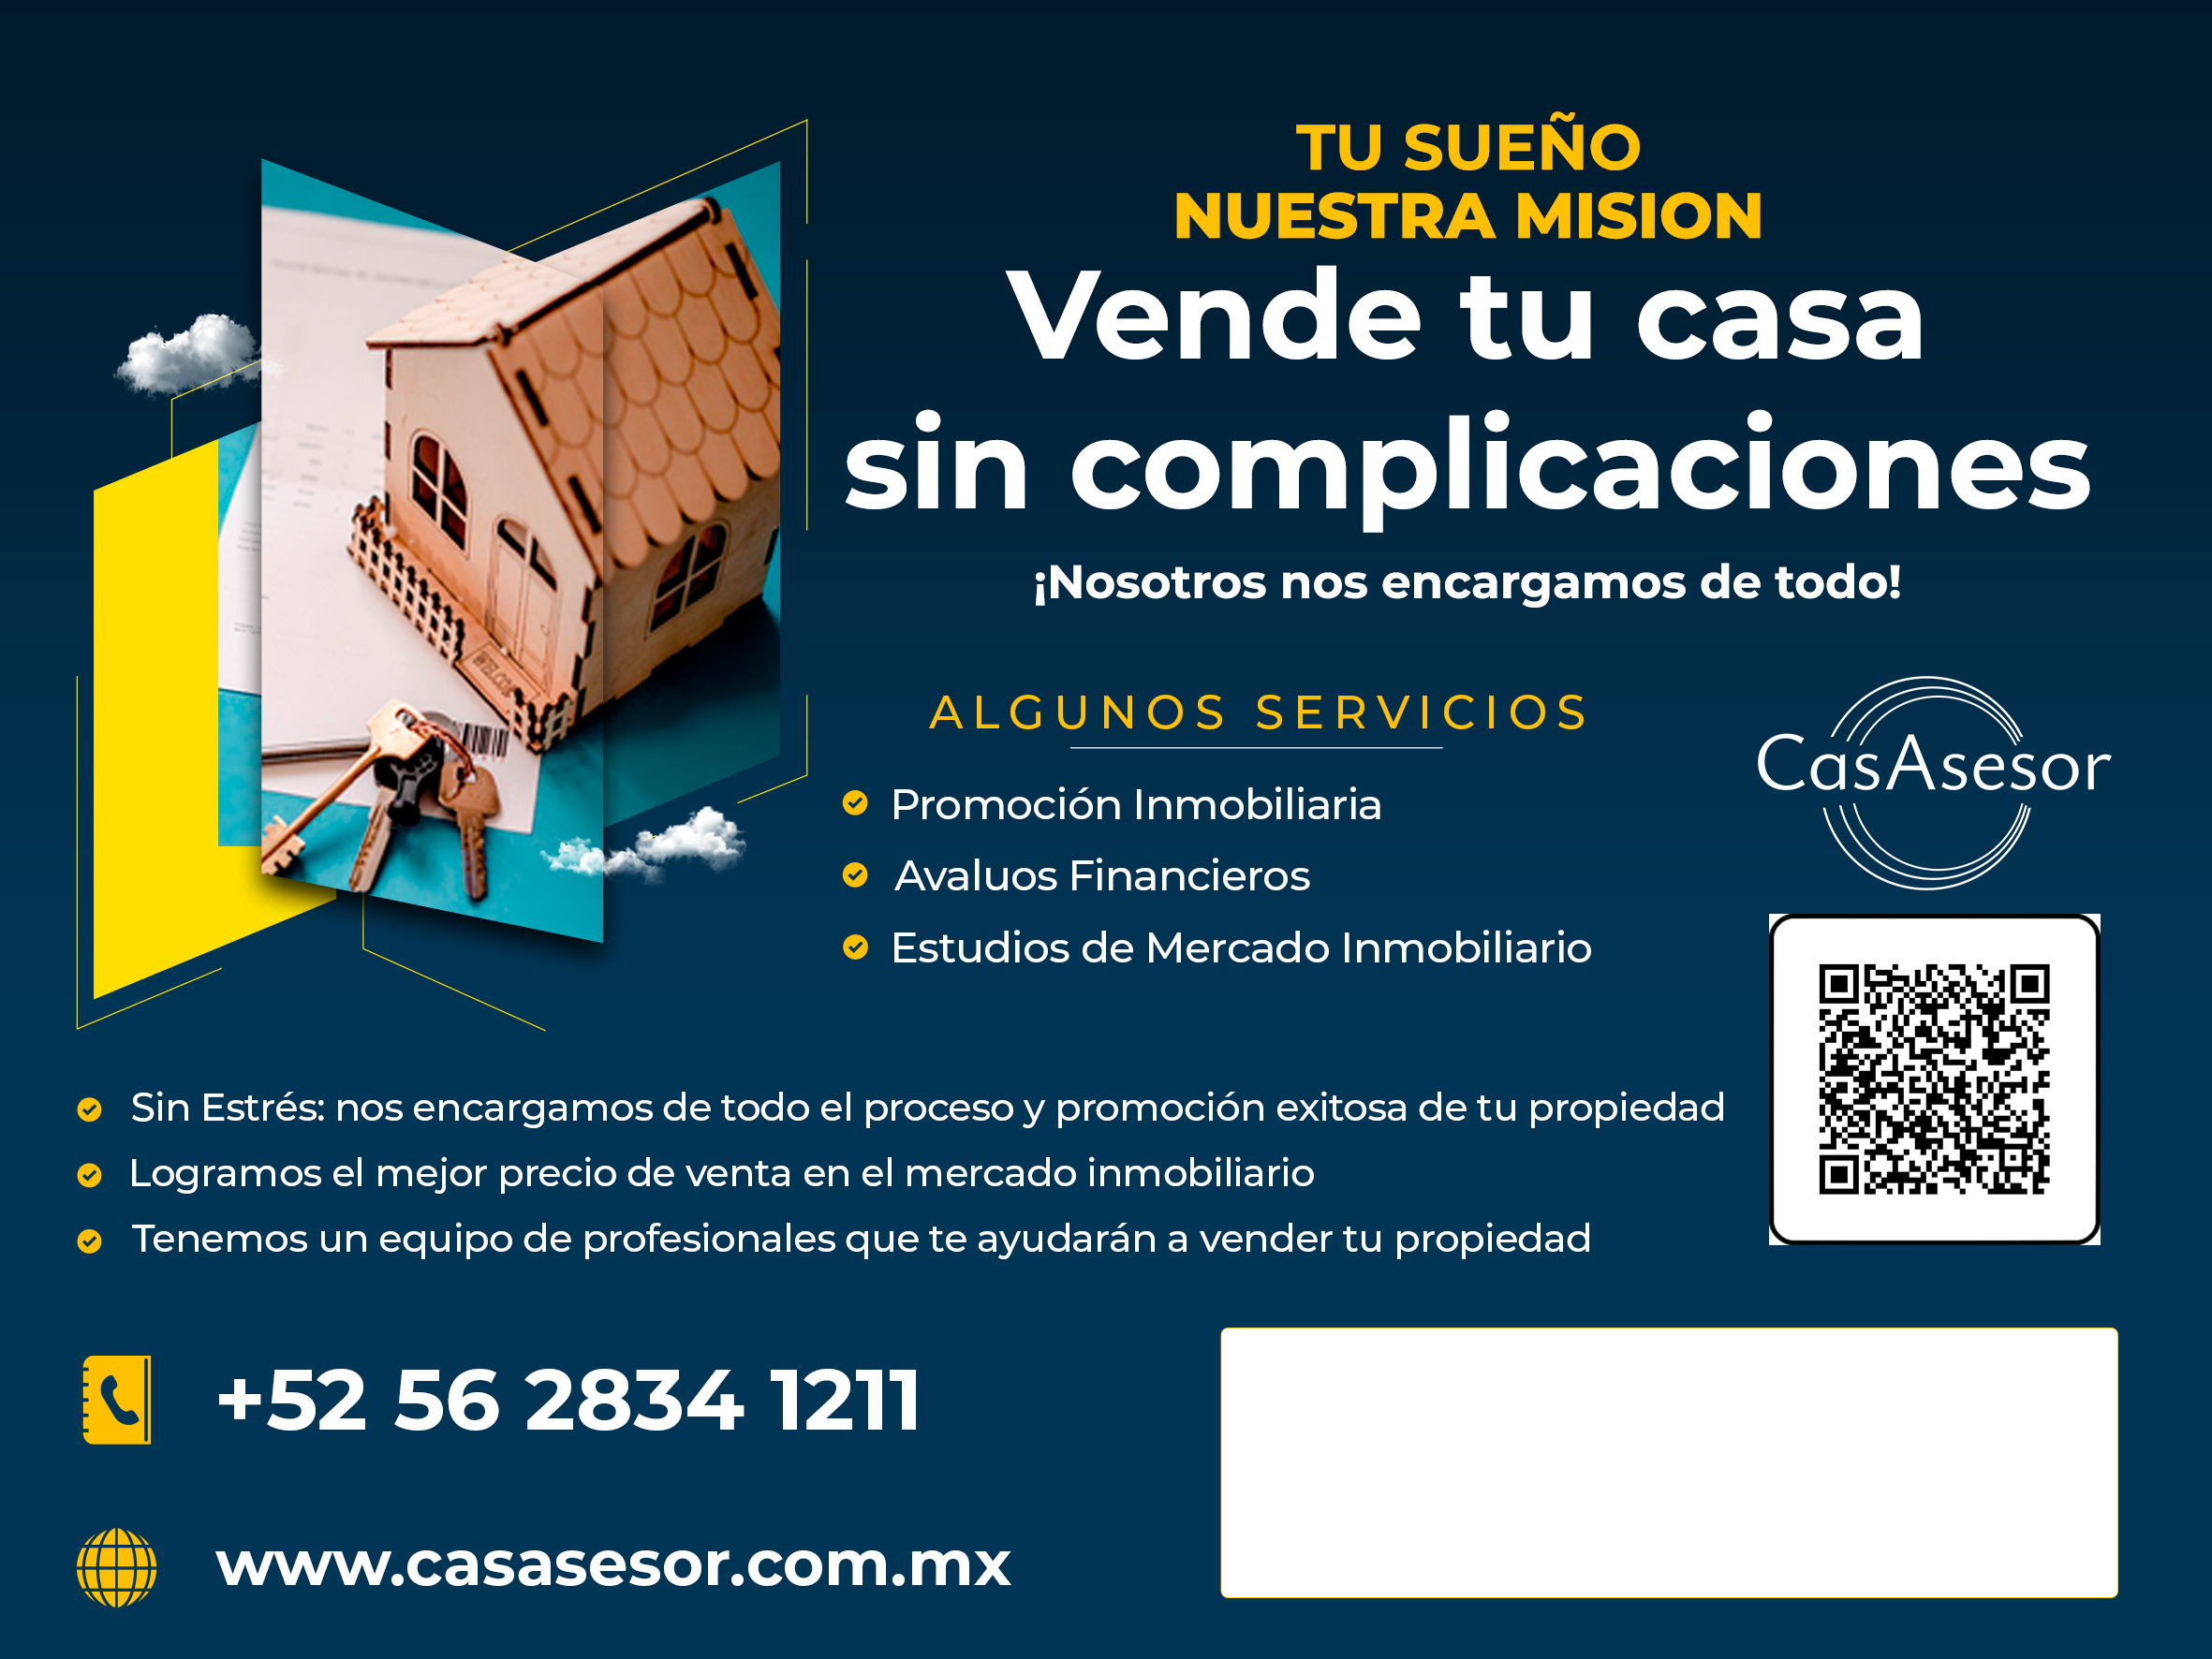 TU SUEÑO
NUESTRA MISION
Vende tu casa
sin complicaciones
¡Nosotros nos encargamos de todo!
ALGUNOS SERVICIOS
Promoción Inmobiliaria
Avaluos Financieros
Estudios de Mercado Inmobiliario
CasAsesor
WELCOME
Sin Estrés: nos encargamos de todo el proceso y promoción exitosa de tu propiedad
Logramos el mejor precio de venta en el mercado inmobiliario
Tenemos un equipo de profesionales que te ayudarán a vender tu propiedad
+52 56 2834 1211
www.casasesor.com.mx